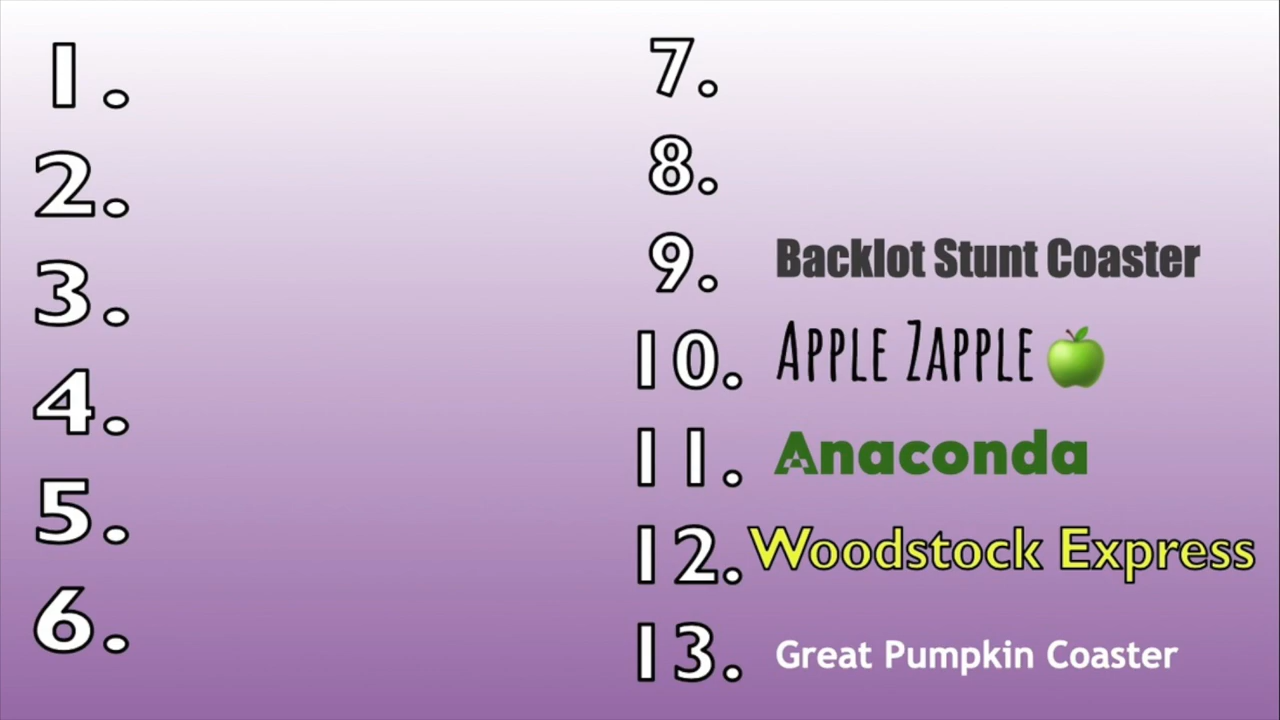 1.
2.
3.
4.
5.
6.
7.
8.
9. Backlot Stunt Coaster
10. Apple Zapple
11. Anaconda
12. Woodstock Express
13. Great Pumpkin Coaster